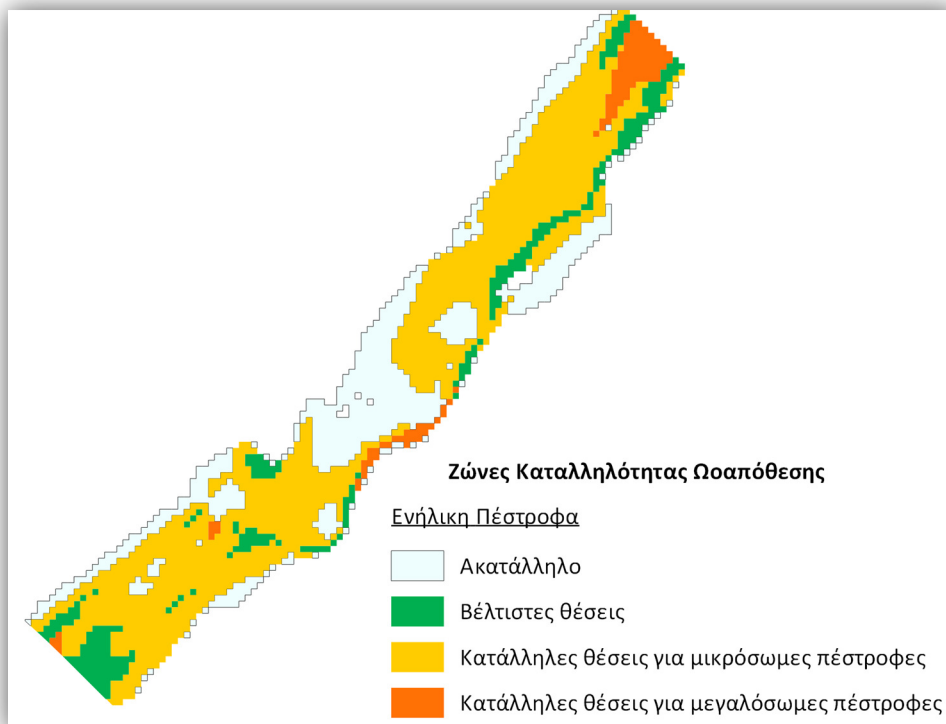 Ζώνες Καταλληλότητας Ωοαπόθεσης
Ενήλικη Πέστροφα
Ακατάλληλο
Βέλτιστες θέσεις
Κατάλληλες θέσεις για μικρόσωμες πέστροφες
Κατάλληλες θέσεις για μεγαλόσωμες πέστροφες